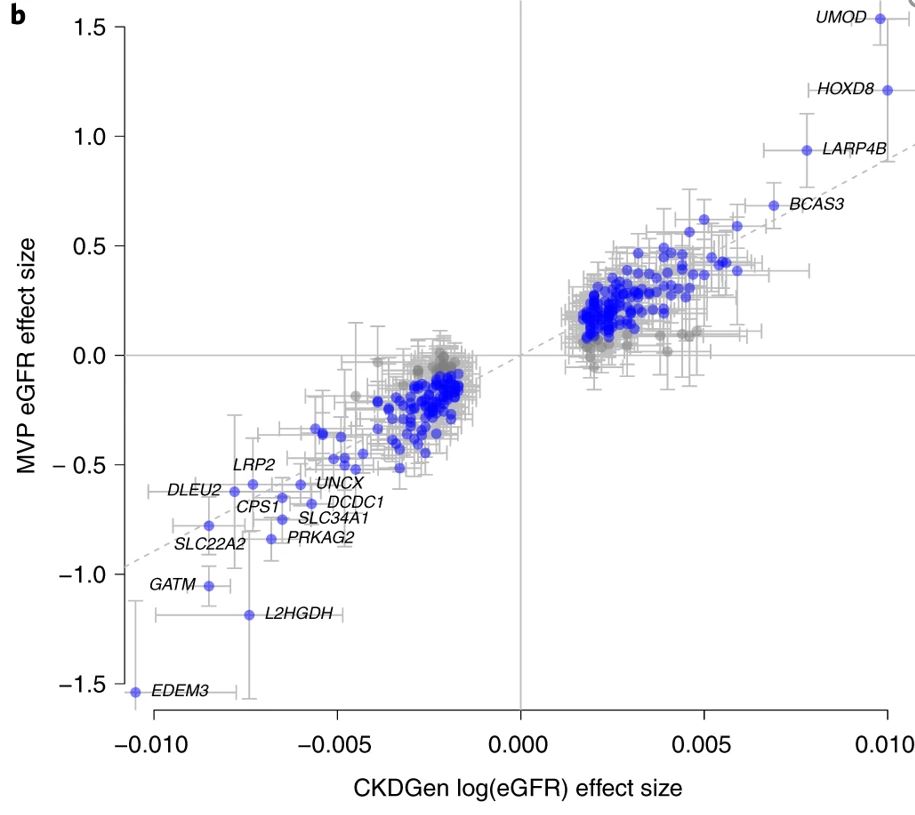 b
1.5
UMOD
HOXD8
1.0
LARP4B
BCAS3
0.5
MVP eGFR effect size
0.0
− 0.5
LRP2
UNCX
DLEU2
DCDC1
CPS1
SLC34A1
PRKAG2
SLC22A2
−1.0
GATM
L2HGDH
EDEM3
−1.5
−0.010 −0.005 0.000 0.005 0.010
CKDGen log(eGFR) effect size